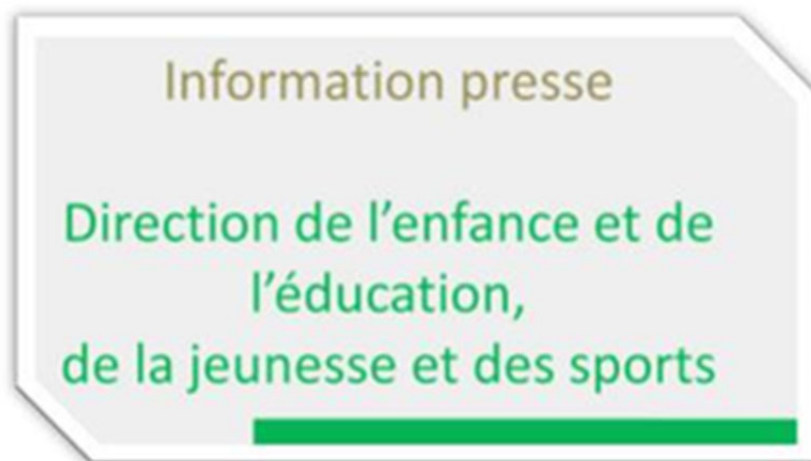 Information presse
Direction de l’enfance et de
l’éducation,
de la jeunesse et des sports